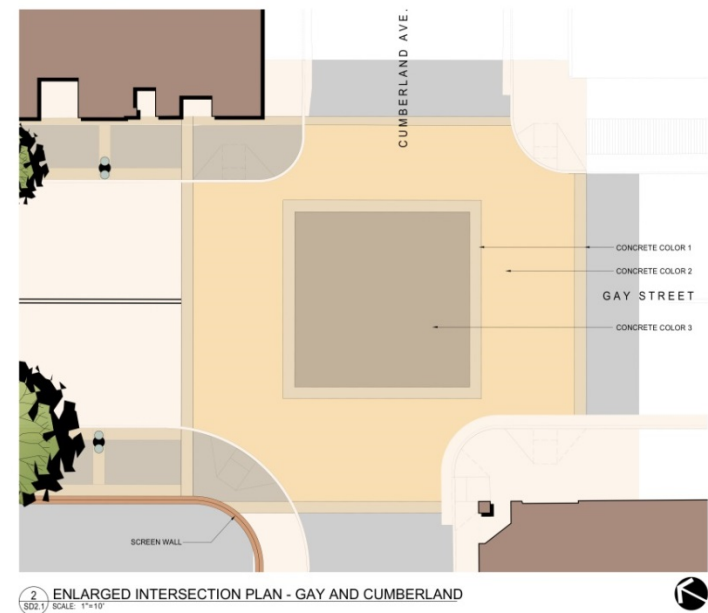 CUMBERLAND AVE.
CONCRETE COLOR 1
CONCRETE COLOR 2
GAY STREET
CONCRETE COLOR 3
SCREEN WALL
2
SD2.1
ENLARGED INTERSECTION PLAN - GAY AND CUMBERLAND
SCALE: 1"=10'